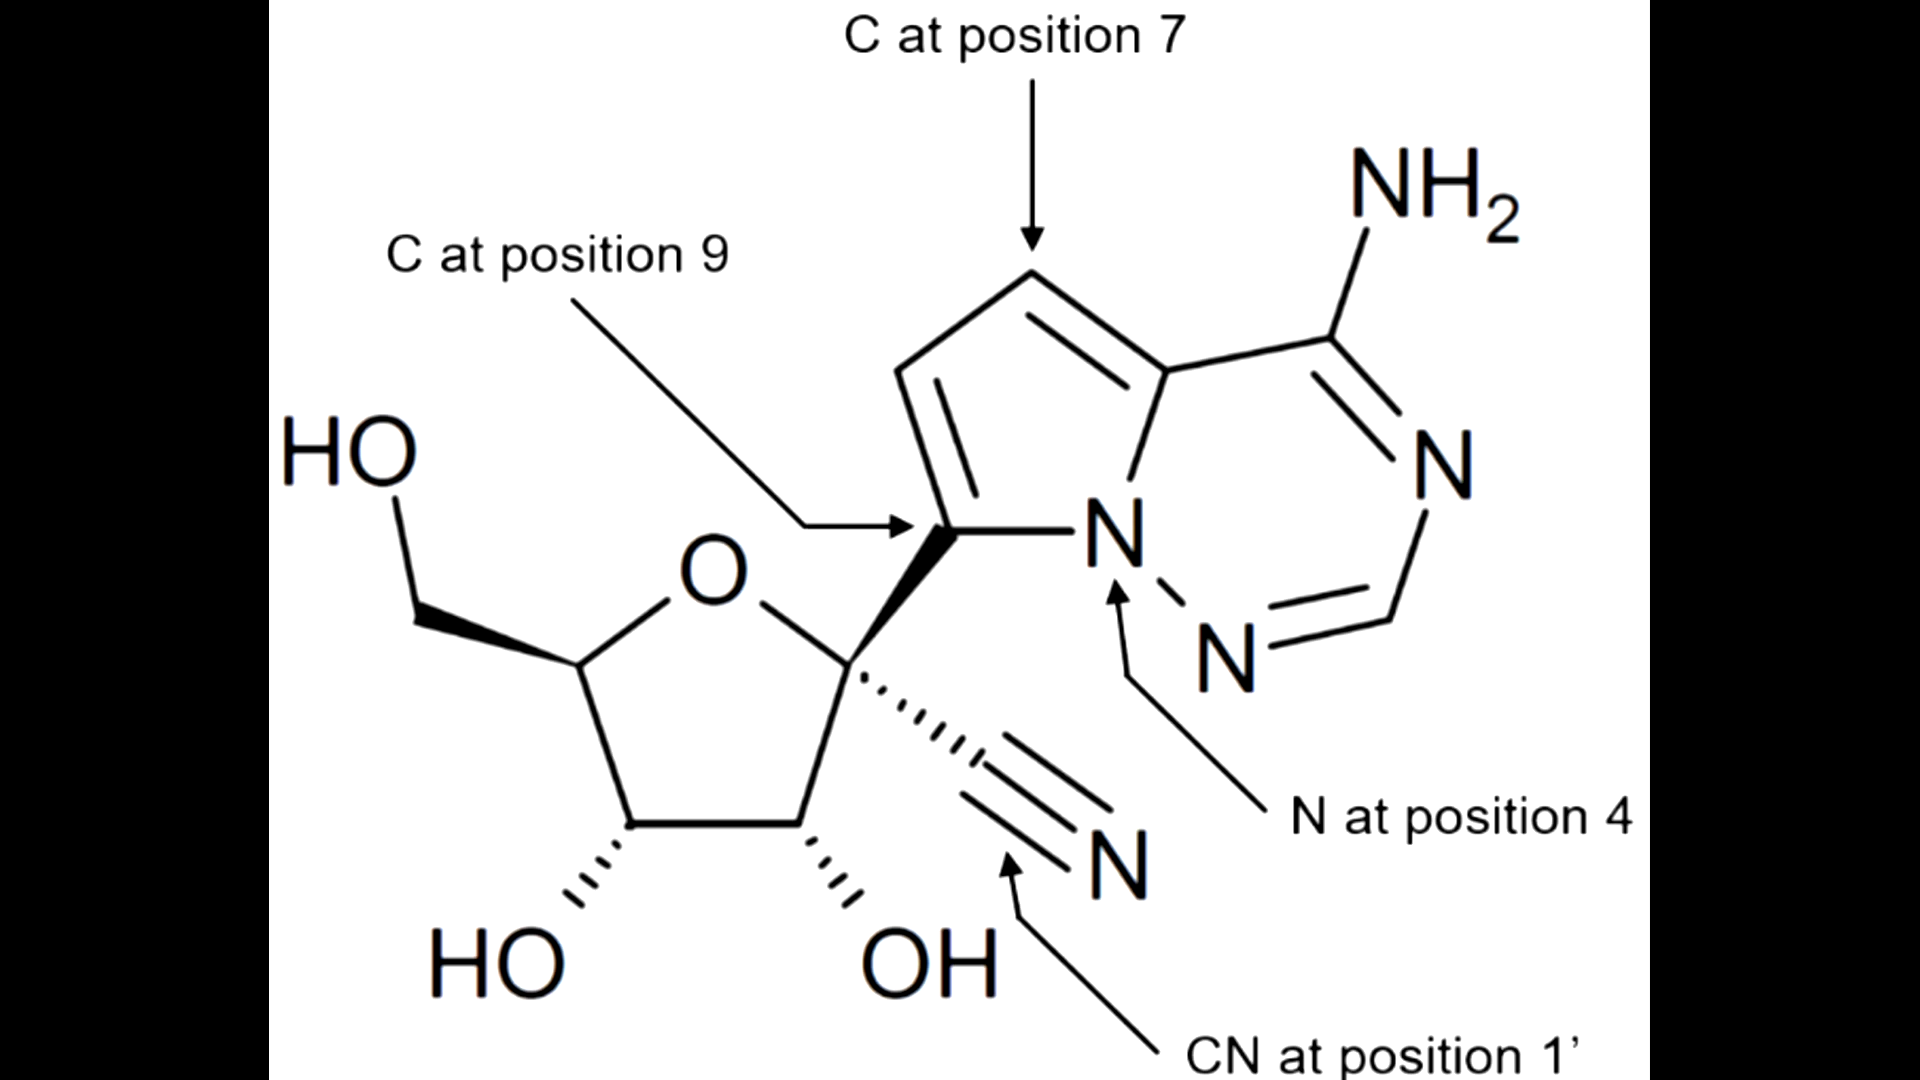 C at position 7
NH2
C at position 9
HO
N
O
N
N
N at position 4
N
HO
OH
CN at position 1’